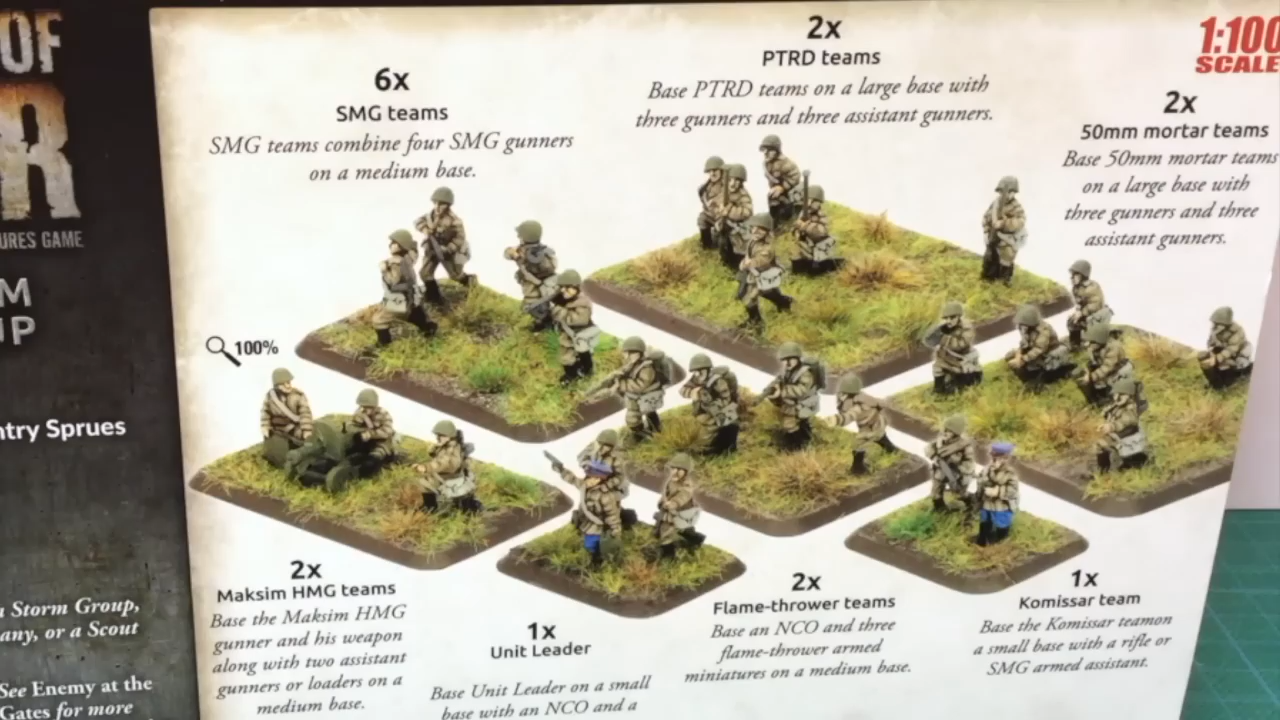 OF
R
URES GAME
M
UP
ntry Sprues
a Storm Group,
any, or a Scout
See Enemy at the
Gates for more
1:100
SCALE
6x
SMG teams
SMG teams combine four SMG gunners
on a medium base.
2x
PTRD teams
Base PTRD teams on a large base with
three gunners and three assistant gunners.
2x
50mm mortar teams
Base 50mm mortar teams
on a large base with
three gunners and three
assistant gunners.
100%
2x
Maksim HMG teams
Base the Maksim HMG
gunner and his weapon
along with two assistant
gunners or loaders on a
medium base.
1x
Unit Leader
Base Unit Leader on a small
base with an NCO and a
2x
Flame-thrower teams
Base an NCO and three
flame-thrower armed
miniatures on a medium base.
1x
Komissar team
Base the Komissar teamon
a small base with a rifle or
SMG armed assistant.